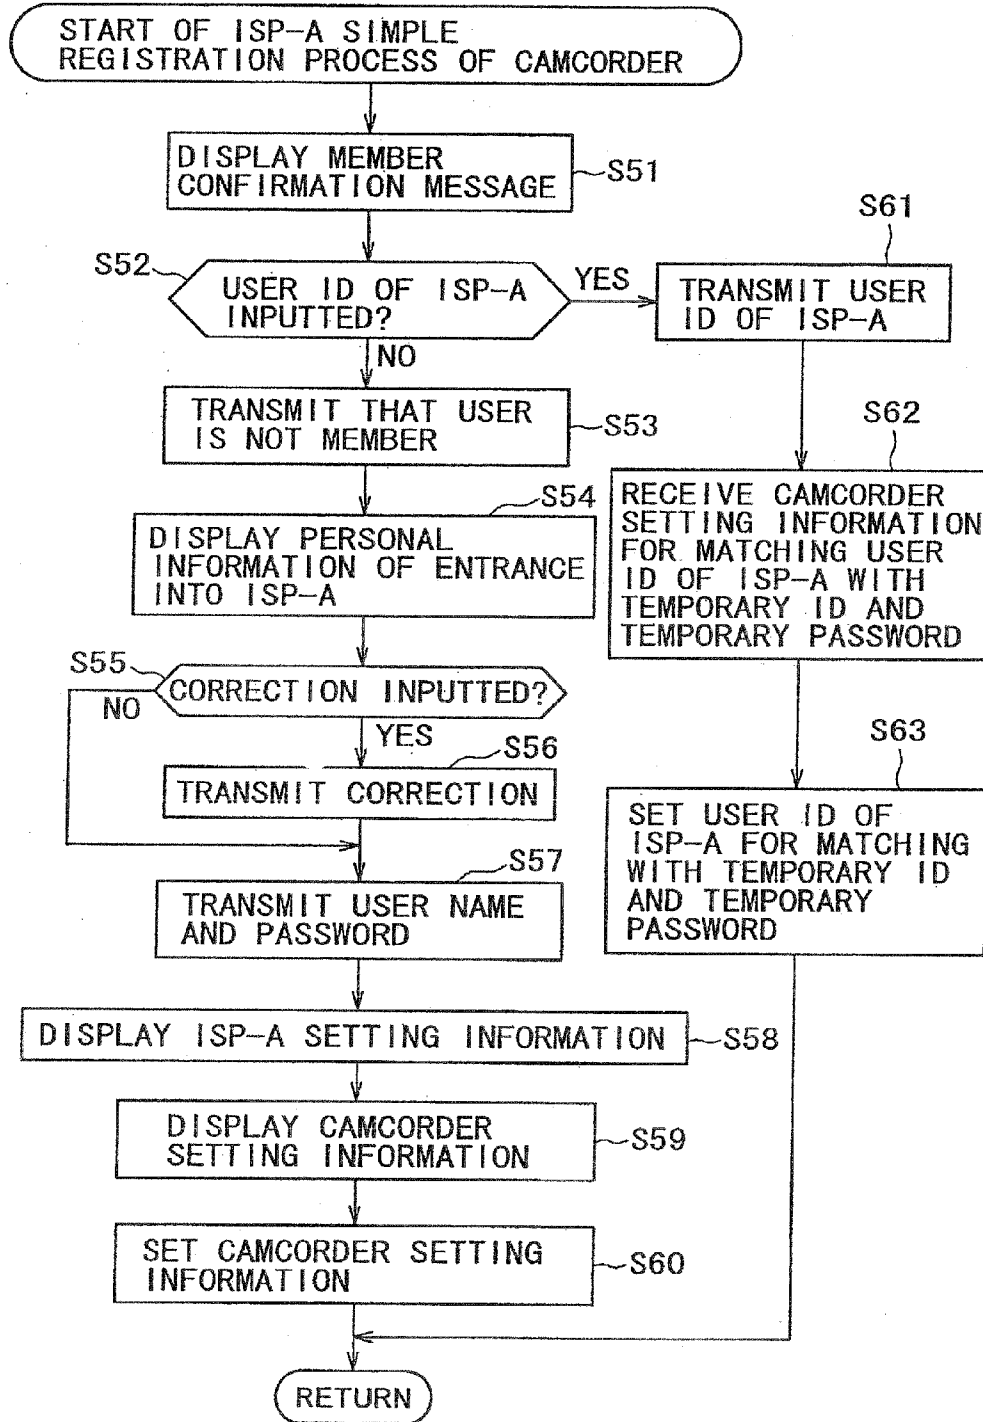 START OF ISP-A SIMPLE
REGISTRATION PROCESS OF CAMCORDER
DISPLAY MEMBER
CONFIRMATION MESSAGE
S51
S52
USER ID OF ISP-A
INPUTTED?
YES
NO
S61
TRANSMIT USER
ID OF ISP-A
TRANSMIT THAT USER
IS NOT MEMBER
S53
S62
RECEIVE CAMCORDER
SETTING INFORMATION
FOR MATCHING USER
ID OF ISP-A WITH
TEMPORARY ID AND
TEMPORARY PASSWORD
S54
DISPLAY PERSONAL
INFORMATION OF ENTRANCE
INTO ISP-A
S55
CORRECTION INPUTTED?
NO
YES
S56
TRANSMIT CORRECTION
S63
SET USER ID OF
ISP-A FOR MATCHING
WITH TEMPORARY ID
AND TEMPORARY
PASSWORD
S57
TRANSMIT USER NAME
AND PASSWORD
DISPLAY ISP-A SETTING INFORMATION
S58
DISPLAY CAMCORDER
SETTING INFORMATION
S59
SET CAMCORDER SETTING
INFORMATION
S60
RETURN